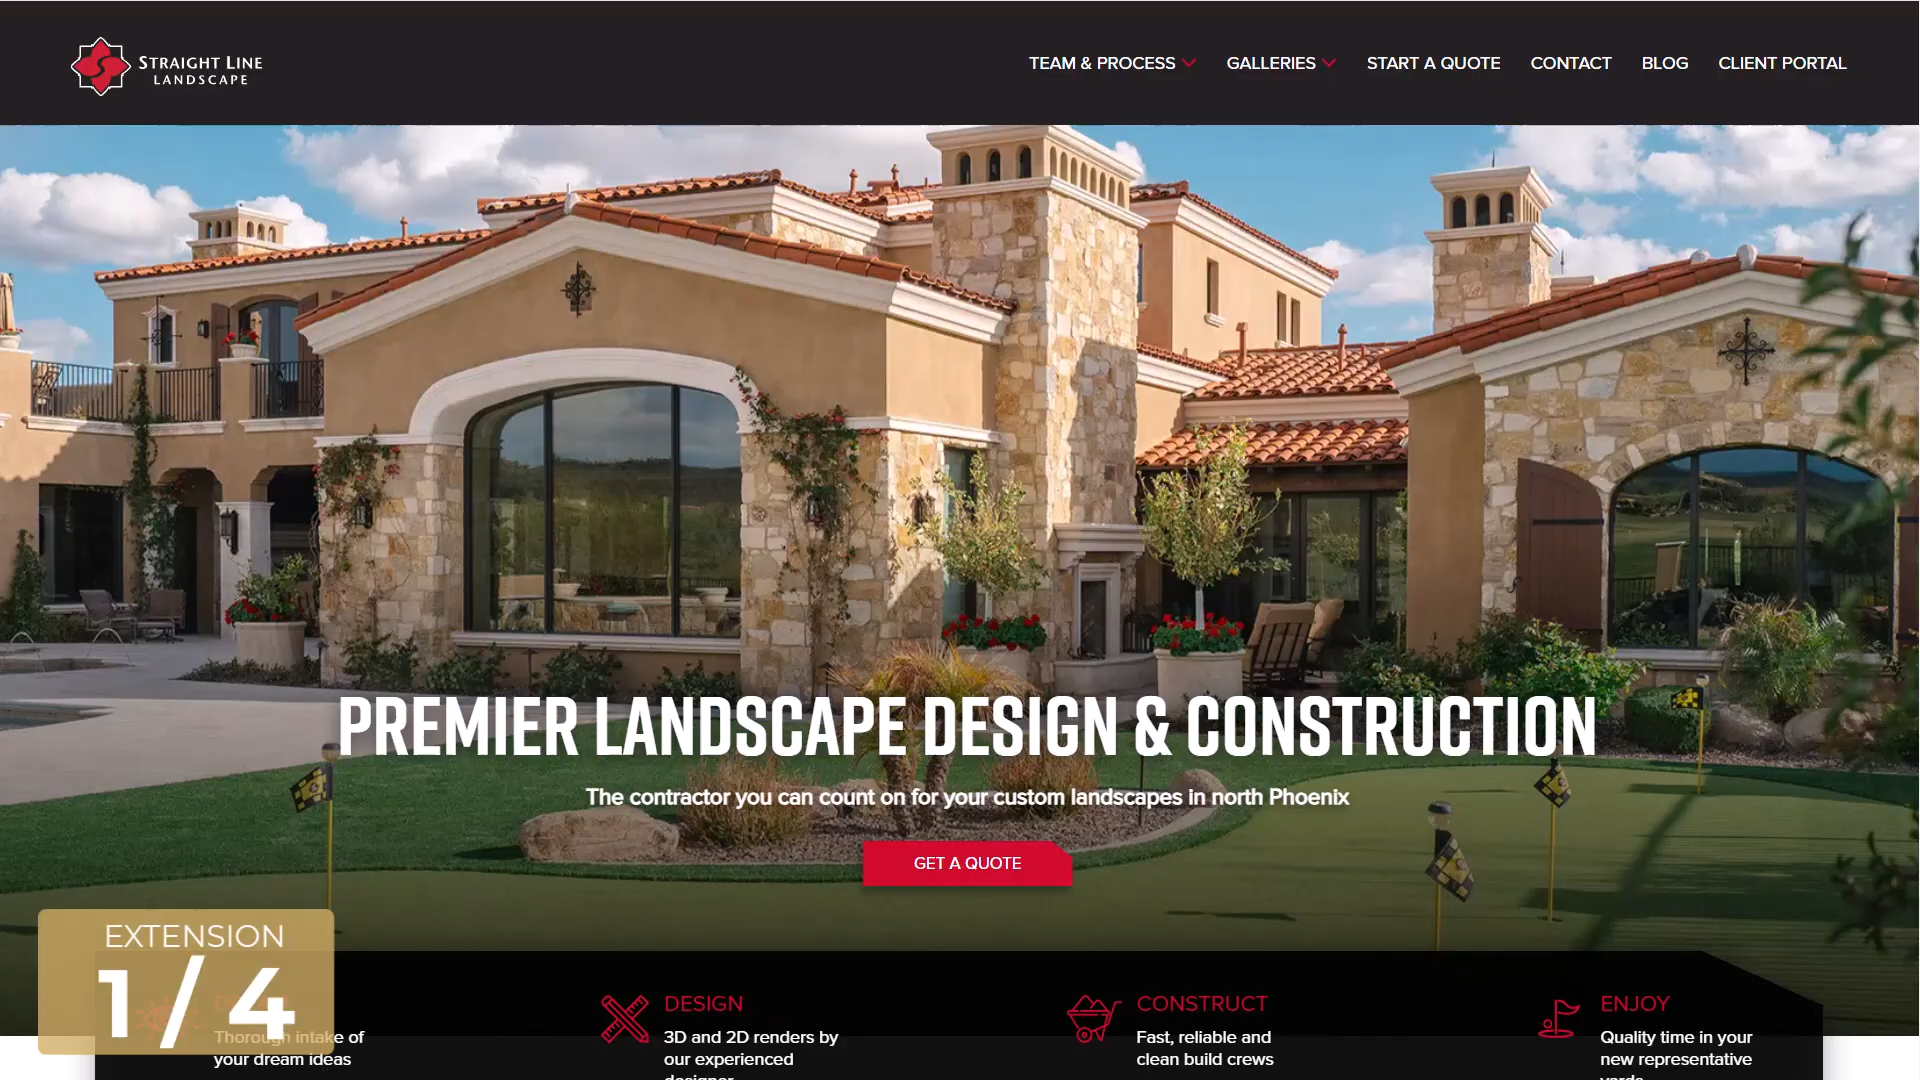 STRAIGHT LINE
LANDSCAPE
TEAM & PROCESS
GALLERIES
START A QUOTE
CONTACT
BLOG
CLIENT PORTAL
PREMIER LANDSCAPE DESIGN & CONSTRUCTION
The contractor you can count on for your custom landscapes in north Phoenix
GET A QUOTE
EXTENSION
1/4
Thorough intake of
your dream ideas
DESIGN
3D and 2D renders by
our experienced
CONSTRUCT
Fast, reliable and
clean build crews
ENJOY
Quality time in your
new representative